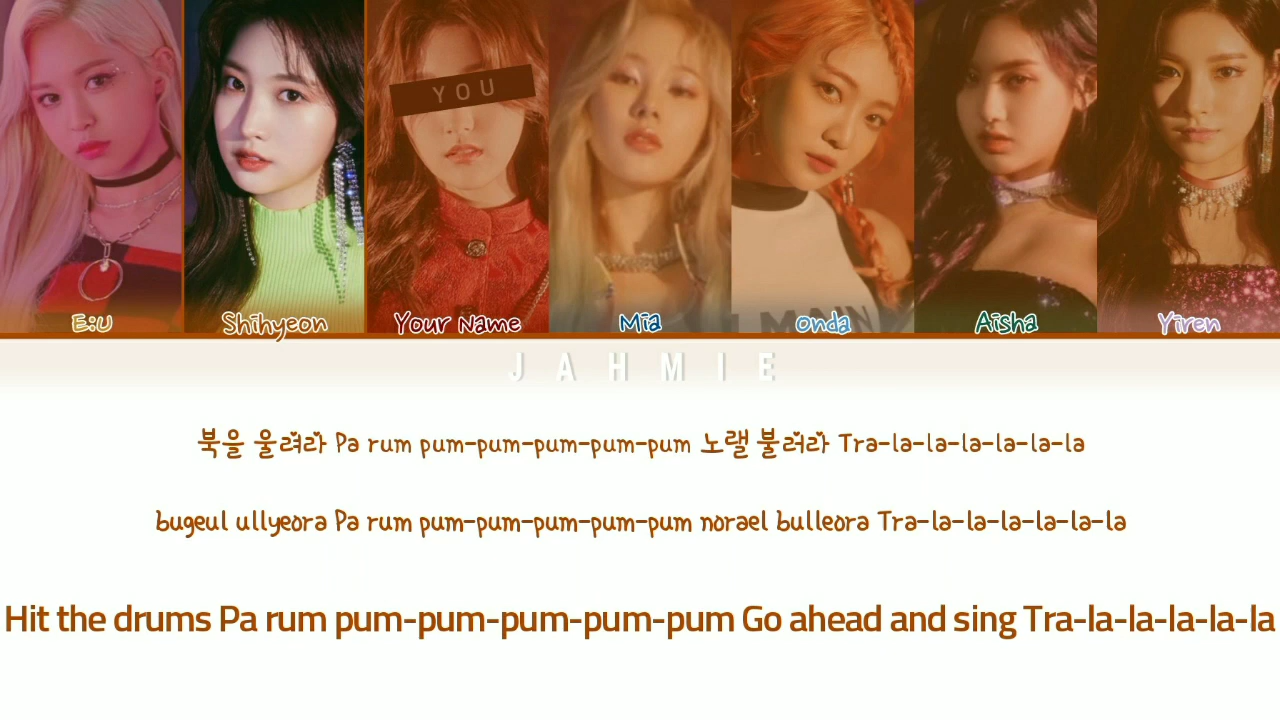 YOU
E:U Shihyeon Your Name Mia Onda Aisha Yiren
JAHMIE
북을 울려라 Pa rum pum-pum-pum-pum-pum 노랠 불러라 Tra-la-la-la-la-la-la
bugeul ullyeora Pa rum pum-pum-pum-pum-pum norael bulleora Tra-la-la-la-la-la-la
Hit the drums Pa rum pum-pum-pum-pum-pum Go ahead and sing Tra-la-la-la-la-la